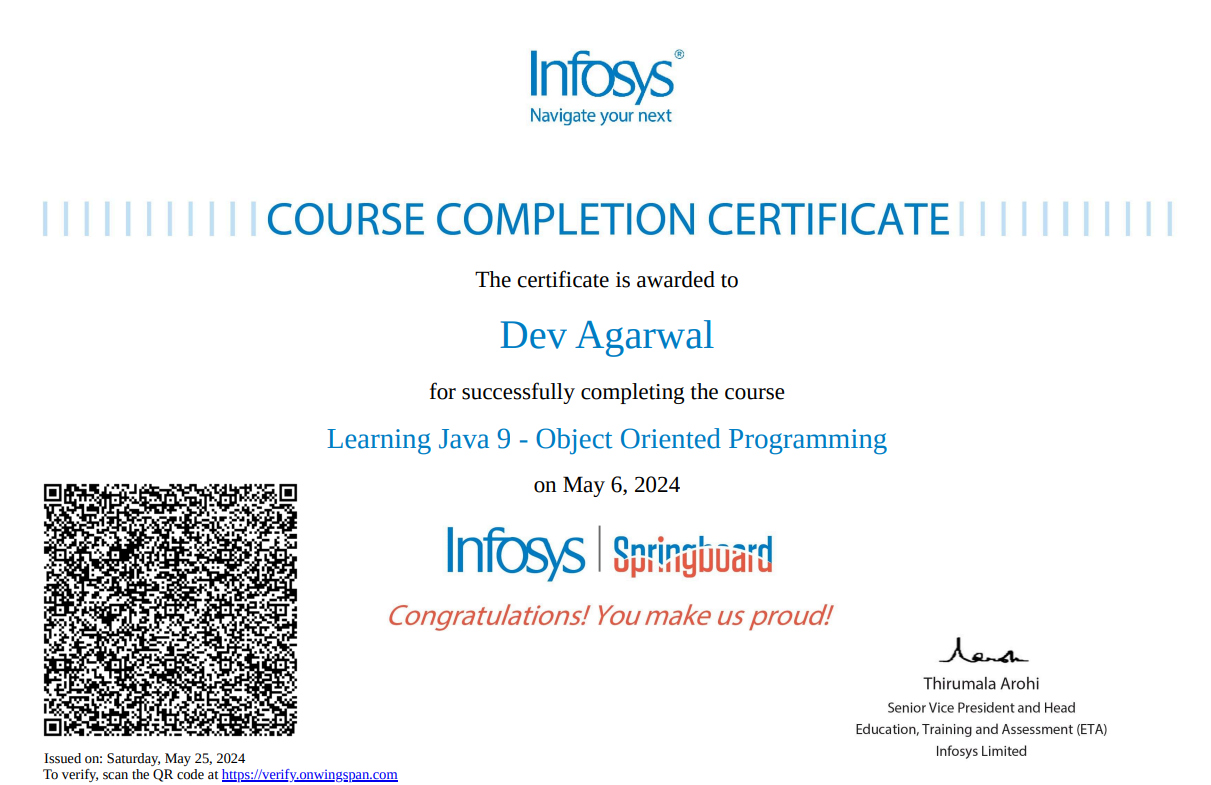 Infosys®
Navigate your next
COURSE COMPLETION CERTIFICATE
The certificate is awarded to
Dev Agarwal
for successfully completing the course
Learning Java 9 - Object Oriented Programming
on May 6, 2024
Infosys | Springboard
Congratulations! You make us proud!
Thirumala Arohi
Senior Vice President and Head
Education, Training and Assessment (ETA)
Infosys Limited
Issued on: Saturday, May 25, 2024
To verify, scan the QR code at https://verify.onwingspan.com